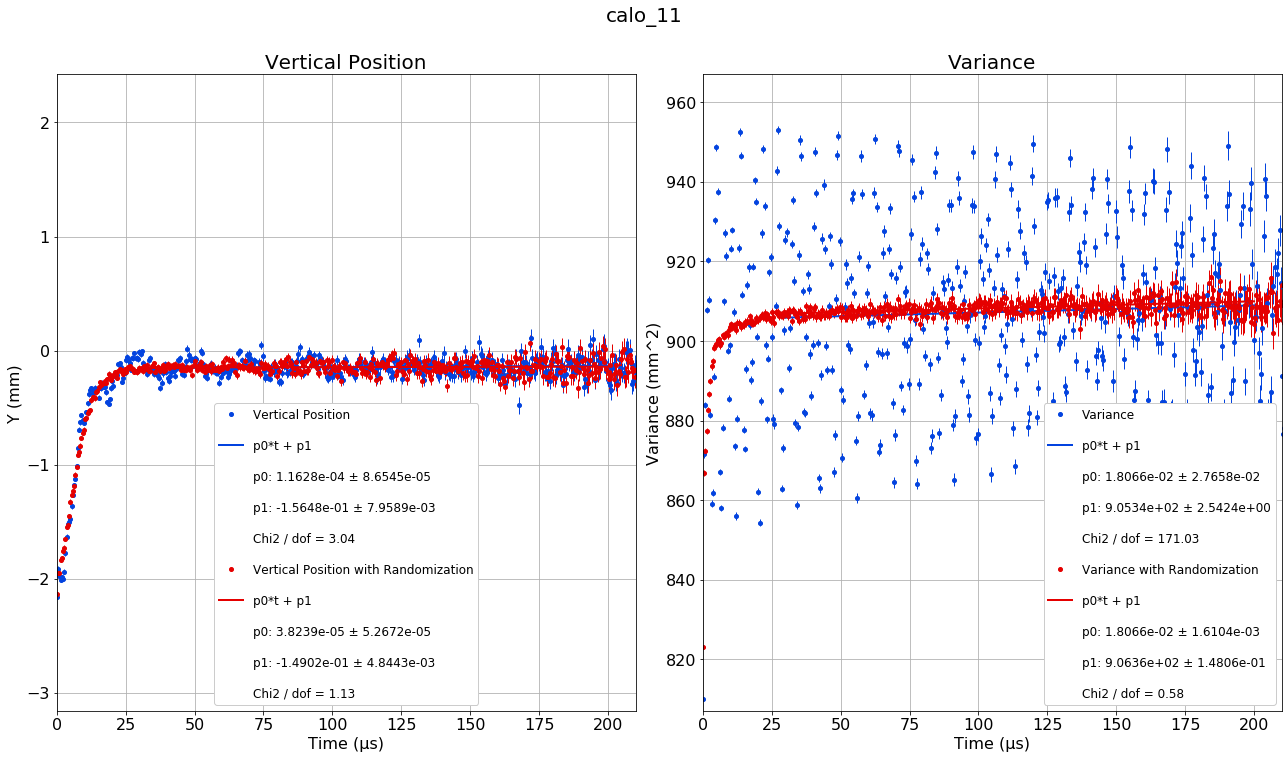 calo_11
Vertical Position
Y (mm)
2
1
0
−1
−2
−3
0
25
50
75
100
125
150
175
200
Time (μs)
Vertical Position
p0*t + p1
p0: 1.1628e-04 ± 8.6545e-05
p1: -1.5648e-01 ± 7.9589e-03
Chi2 / dof = 3.04
Vertical Position with Randomization
p0*t + p1
p0: 3.8239e-05 ± 5.2672e-05
p1: -1.4902e-01 ± 4.8443e-03
Chi2 / dof = 1.13
Variance
Variance (mm^2)
960
940
920
900
880
860
840
820
0
25
50
75
100
125
150
175
200
Time (μs)
Variance
p0*t + p1
p0: 1.8066e-02 ± 2.7658e-02
p1: 9.0534e+02 ± 2.5424e+00
Chi2 / dof = 171.03
Variance with Randomization
p0*t + p1
p0: 1.8066e-02 ± 1.6104e-03
p1: 9.0636e+02 ± 1.4806e-01
Chi2 / dof = 0.58